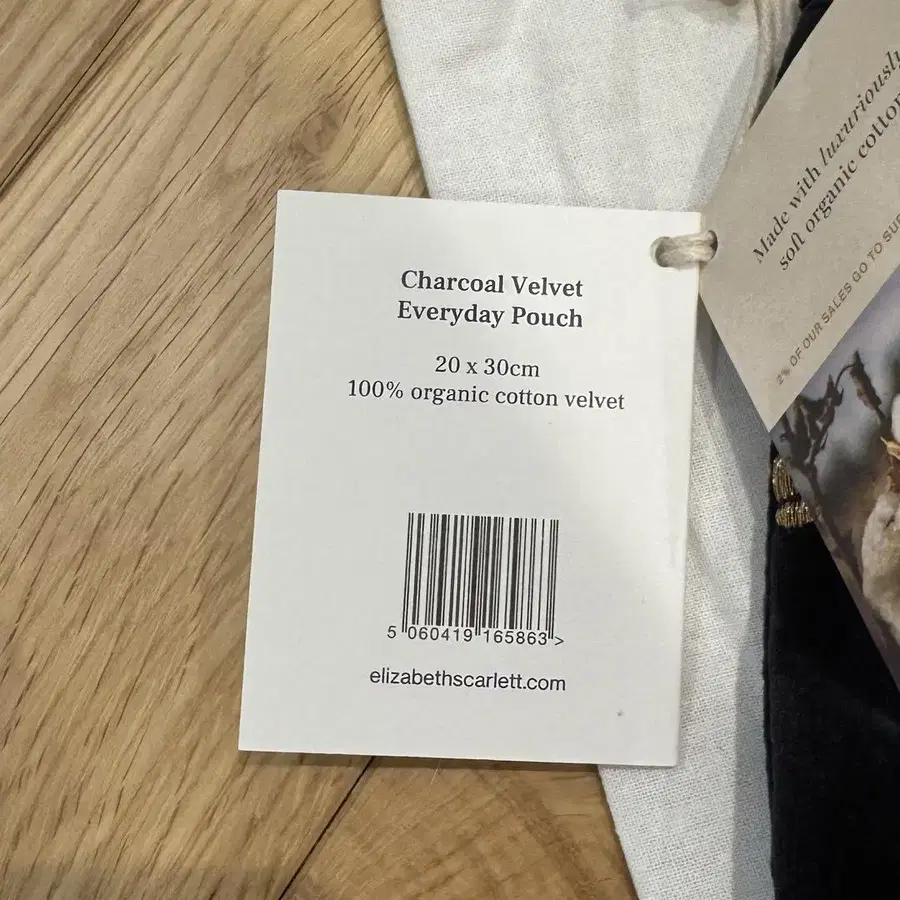 Charcoal Velvet
Everyday Pouch
20 x 30cm
100% organic cotton velvet
5 060419 165863 >
elizabethscarlett.com
Made with luxuriously
soft organic cotton
2% OF OUR SALES GO TO